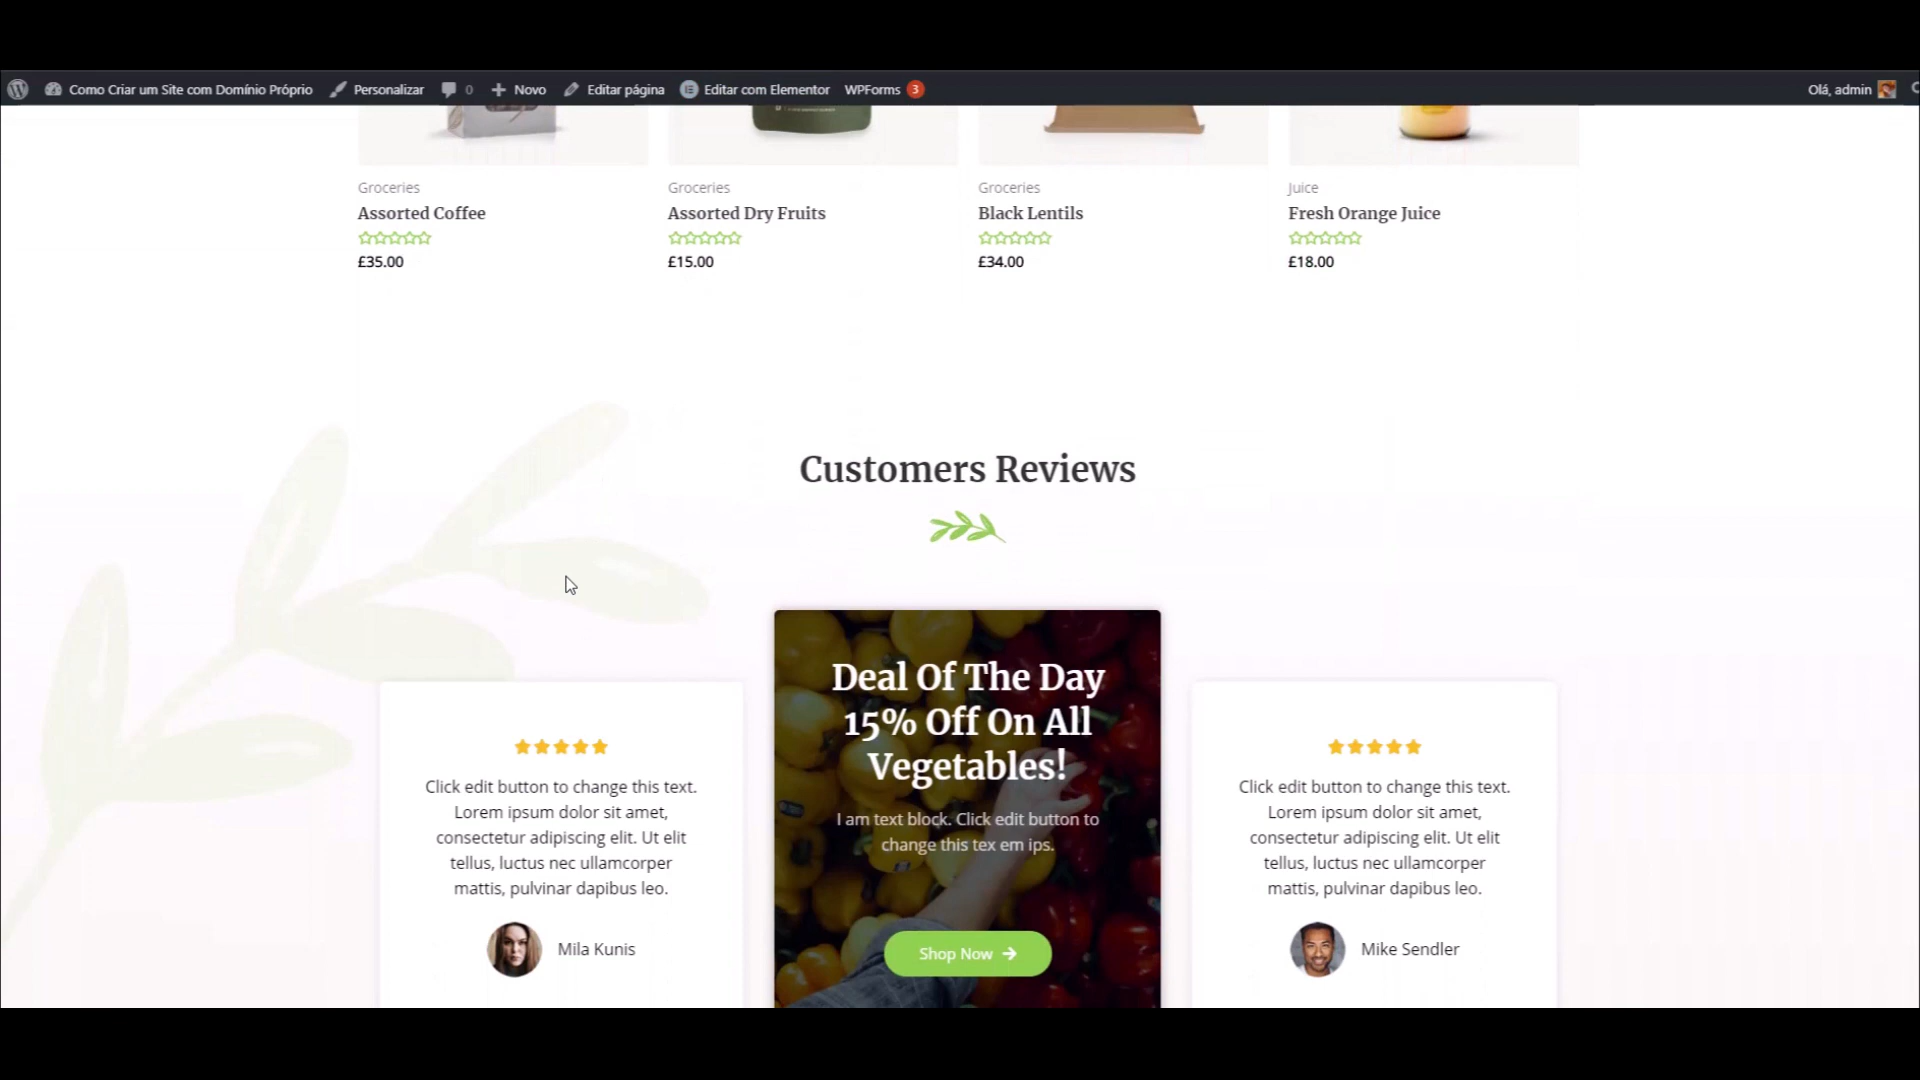 Como Criar um Site com Domínio Próprio Personalizar 0 Novo Editar página Editar com Elementor WPForms 3 Olá, admin
Groceries Groceries Groceries Juice
Assorted Coffee Assorted Dry Fruits Black Lentils Fresh Orange Juice
£35.00 £15.00 £34.00 £18.00
Customers Reviews
Deal Of The Day
15% Off On All
Vegetables!
I am text block. Click edit button to
change this tex em ips.
Shop Now
Click edit button to change this text.
Lorem ipsum dolor sit amet,
consectetur adipiscing elit. Ut elit
tellus, luctus nec ullamcorper
mattis, pulvinar dapibus leo.
Mila Kunis
Click edit button to change this text.
Lorem ipsum dolor sit amet,
consectetur adipiscing elit. Ut elit
tellus, luctus nec ullamcorper
mattis, pulvinar dapibus leo.
Mike Sendler